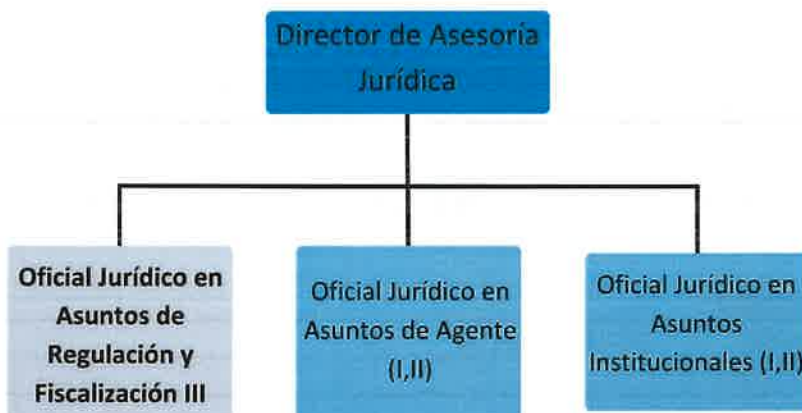 Director de Asesoría
Jurídica
Oficial Jurídico en
Asuntos de
Regulación y
Fiscalización III
Oficial Jurídico en
Asuntos de Agente
(I,II)
Oficial Jurídico en
Asuntos
Institucionales (I,II)